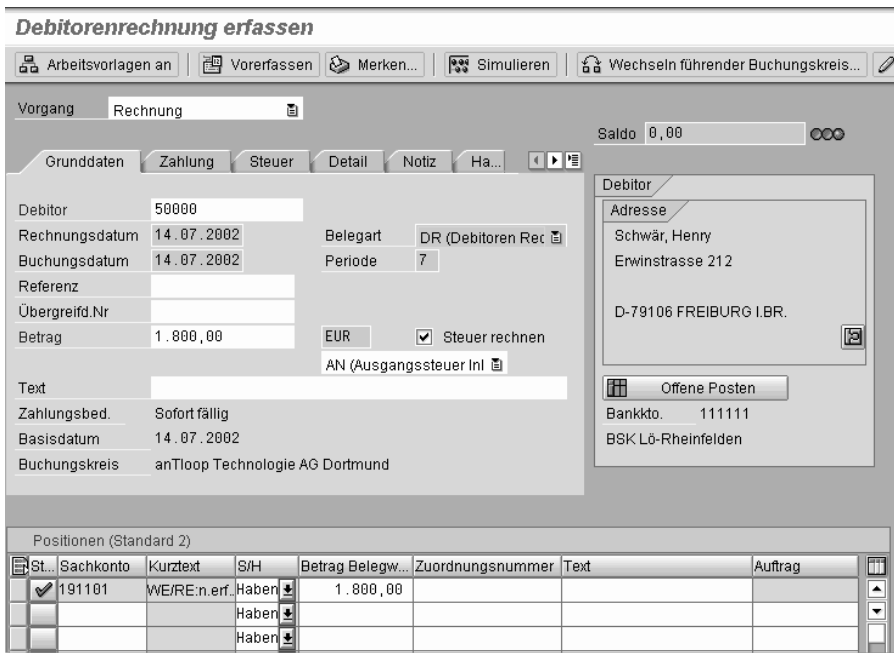 Debitorenrechnung erfassen
Arbeitsvorlagen an Vorerfassen Merken... Simulieren Wechseln führender Buchungskreis...
Vorgang Rechnung
Saldo 0,00
Grunddaten Zahlung Steuer Detail Notiz Ha...
Debitor 50000
Rechnungsdatum 14.07.2002 Belegart DR (Debitoren Rec
Buchungsdatum 14.07.2002 Periode 7
Referenz
Übergreifd.Nr
Betrag 1.800,00 EUR Steuer rechnen
AN (Ausgangssteuer Inl
Text
Zahlungsbed. Sofort fällig
Basisdatum 14.07.2002
Buchungskreis anTloop Technologie AG Dortmund
Debitor
Adresse
Schwär, Henry
Erwinstrasse 212
D-79106 FREIBURG I.BR.
Offene Posten
Bankkto. 111111
BSK Lö-Rheinfelden
Positionen (Standard 2)
St... Sachkonto Kurztext S/H Betrag Belegw... Zuordnungsnummer Text Auftrag
191101 WE/RE:n.erf.. Haben 1.800,00
Haben
Haben